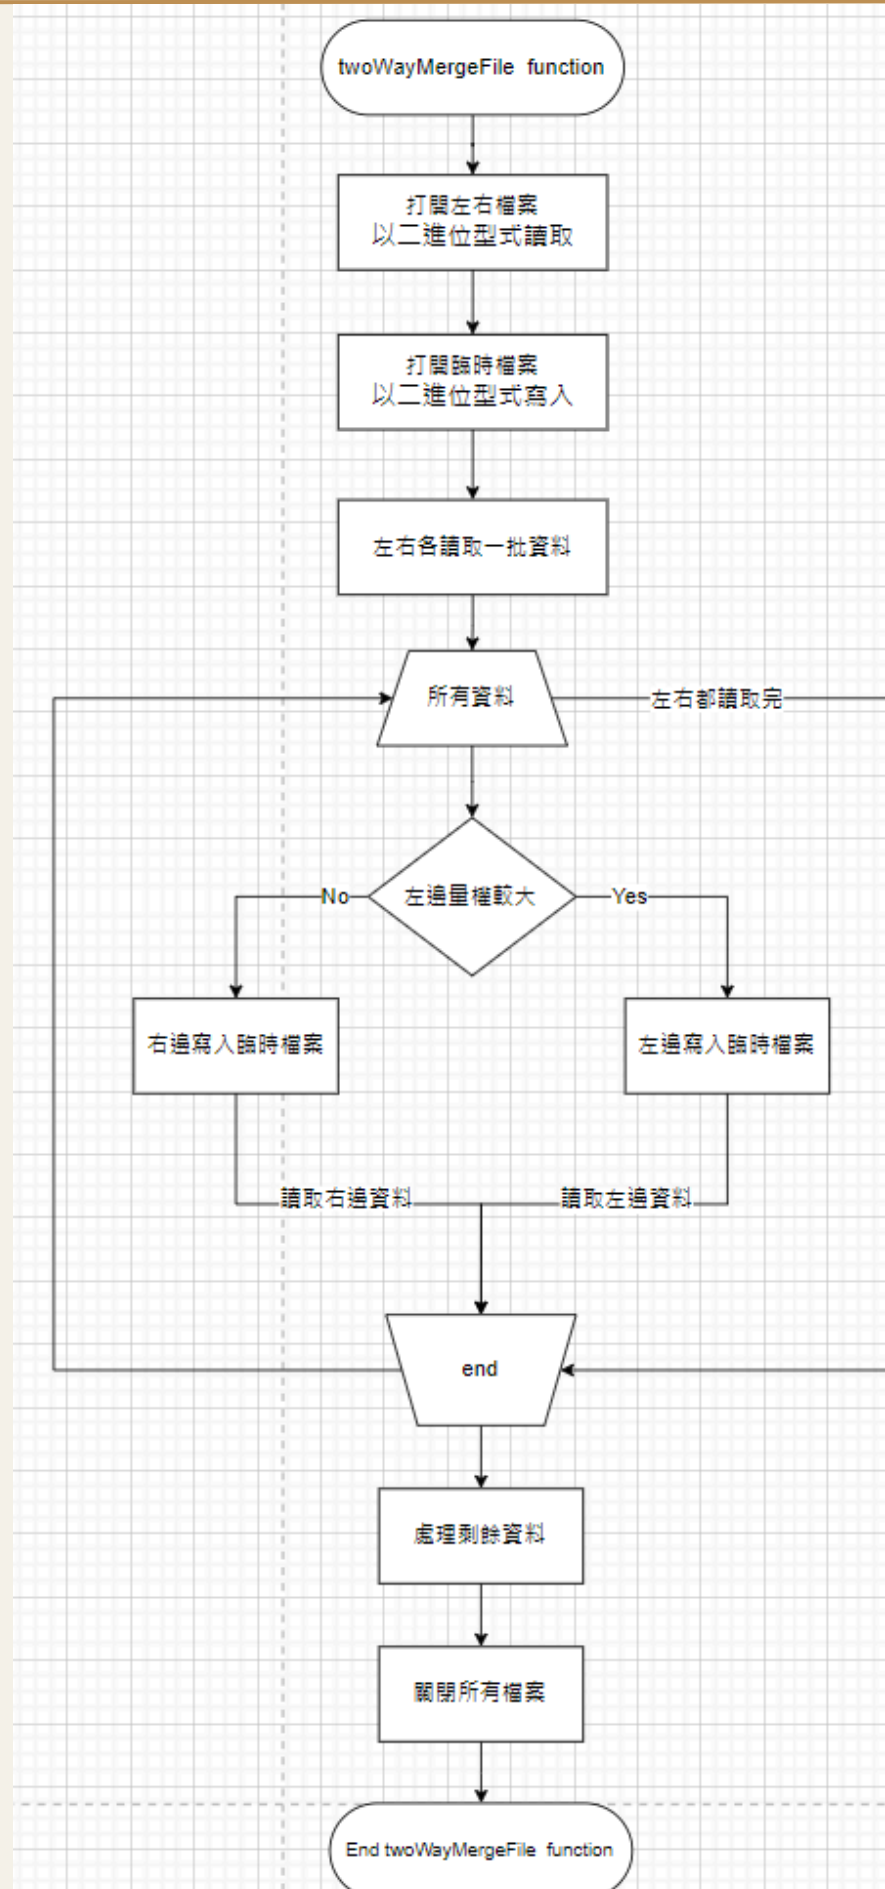 twoWayMergeFile function
打開左右檔案
以二進位型式讀取
打開臨時檔案
以二進位型式寫入
左右各讀取一批資料
所有資料
左右都讀取完
左邊量權較大
No
Yes
右邊寫入臨時檔案
左邊寫入臨時檔案
讀取右邊資料
讀取左邊資料
end
處理剩餘資料
關閉所有檔案
End twoWayMergeFile function